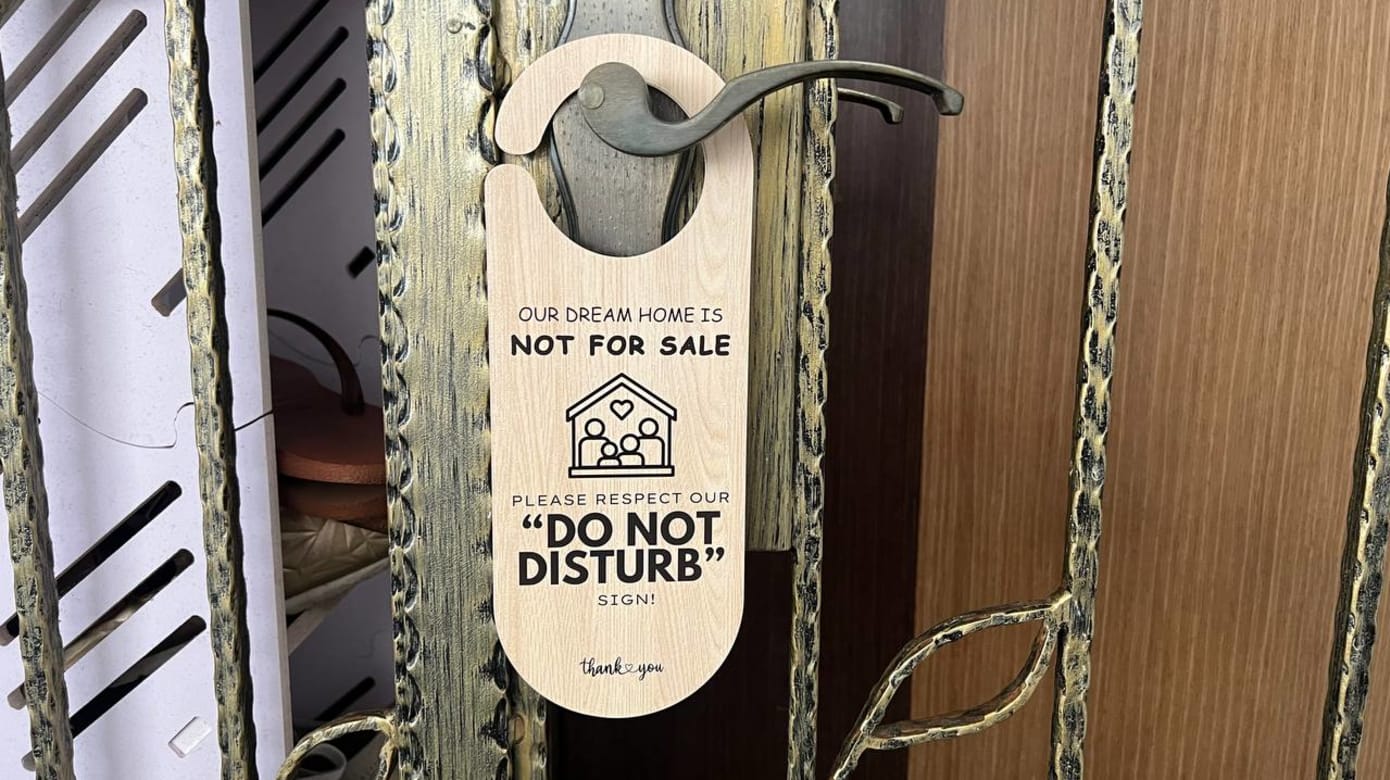 OUR DREAM HOME IS
NOT FOR SALE
PLEASE RESPECT OUR
“DO NOT
DISTURB”
SIGN!
thank you